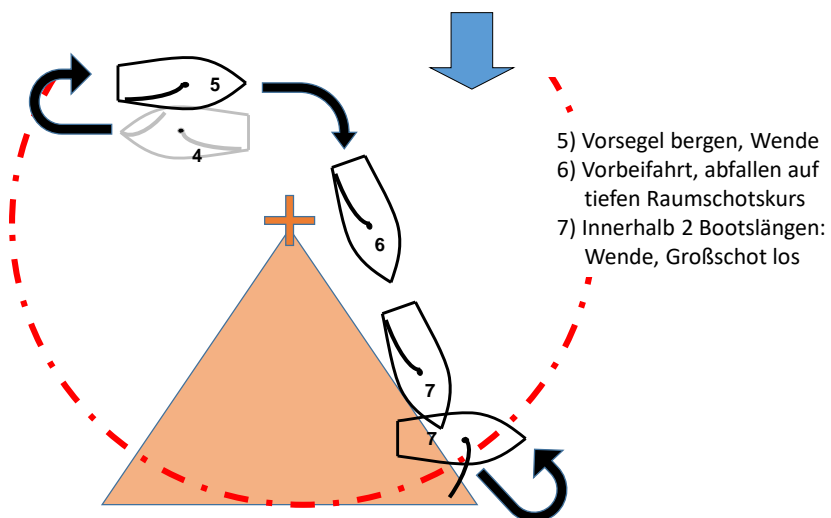 5
4
5) Vorsegel bergen, Wende
6) Vorbeifahrt, abfallen auf
tiefen Raumschotskurs
7) Innerhalb 2 Bootslängen:
Wende, Großschot los
6
7
7